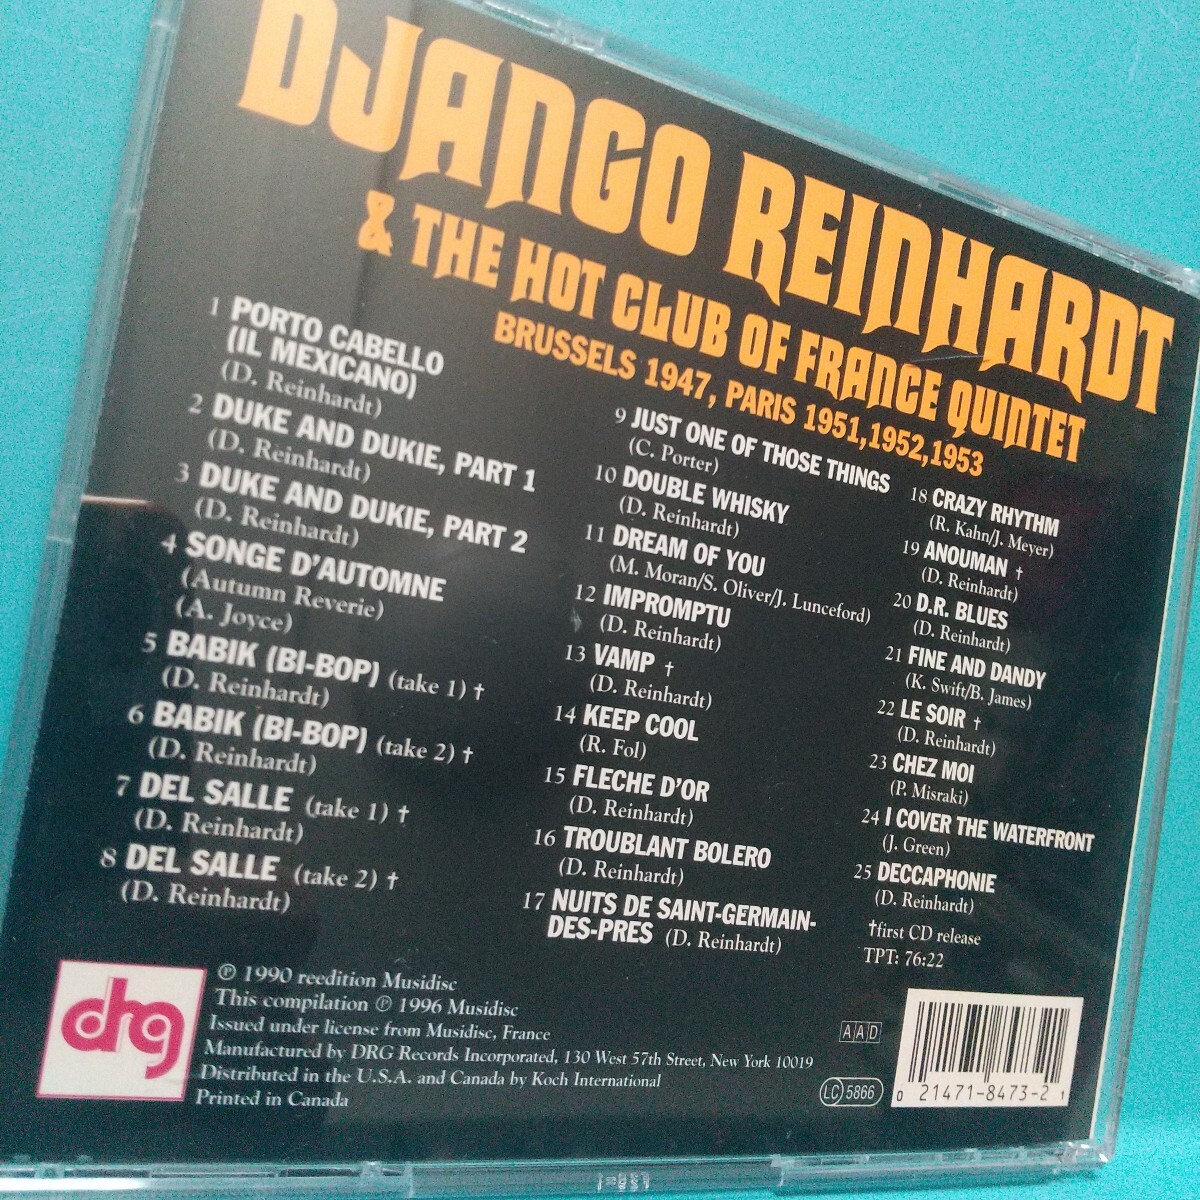 DJANGO REINHARDT
& THE HOT CLUB OF FRANCE QUINTET
BRUSSELS 1947, PARIS 1951,1952,1953
1 PORTO CABELLO
(IL MEXICANO)
(D. Reinhardt)
2 DUKE AND DUKIE, PART 1
(D. Reinhardt)
3 DUKE AND DUKIE, PART 2
(D. Reinhardt)
4 SONGE D'AUTOMNE
(Autumn Reverie)
(A. Joyce)
5 BABIK (BI-BOP) (take 1) †
(D. Reinhardt)
6 BABIK (BI-BOP) (take 2) †
(D. Reinhardt)
7 DEL SALLE (take 1) †
(D. Reinhardt)
8 DEL SALLE (take 2) †
(D. Reinhardt)
9 JUST ONE OF THOSE THINGS
(C. Porter)
10 DOUBLE WHISKY
(D. Reinhardt)
11 DREAM OF YOU
(M. Moran/S. Oliver/J. Lunceford)
12 IMPROMPTU
(D. Reinhardt)
13 VAMP †
(D. Reinhardt)
14 KEEP COOL
(R. Fol)
15 FLECHE D'OR
(D. Reinhardt)
16 TROUBLANT BOLERO
(D. Reinhardt)
17 NUITS DE SAINT-GERMAIN-
DES-PRES (D. Reinhardt)
18 CRAZY RHYTHM
(R. Kahn/J. Meyer)
19 ANOUMAN †
(D. Reinhardt)
20 D.R. BLUES
(D. Reinhardt)
21 FINE AND DANDY
(K. Swift/B. James)
22 LE SOIR †
(D. Reinhardt)
23 CHEZ MOI
(P. Misraki)
24 I COVER THE WATERFRONT
(J. Green)
25 DECCAPHONIE
(D. Reinhardt)
†first CD release
TPT: 76:22
drg
℗ 1990 reedition Musidisc
This compilation ℗ 1996 Musidisc
Issued under license from Musidisc, France
Manufactured by DRG Records Incorporated, 130 West 57th Street, New York 10019
Distributed in the U.S.A. and Canada by Koch International
Printed in Canada
AAD
LC 5866
0 21471-8473-2 1